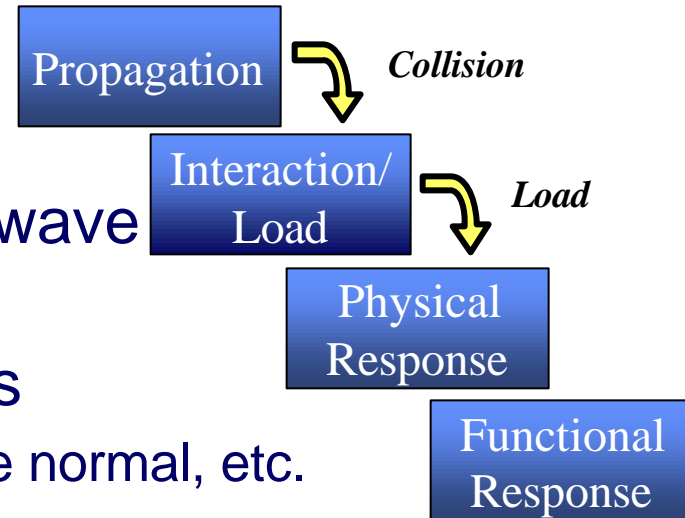 Propagation
Collision
Interaction/
Load
Load
wave
Physical
Response
normal, etc.
Functional
Response